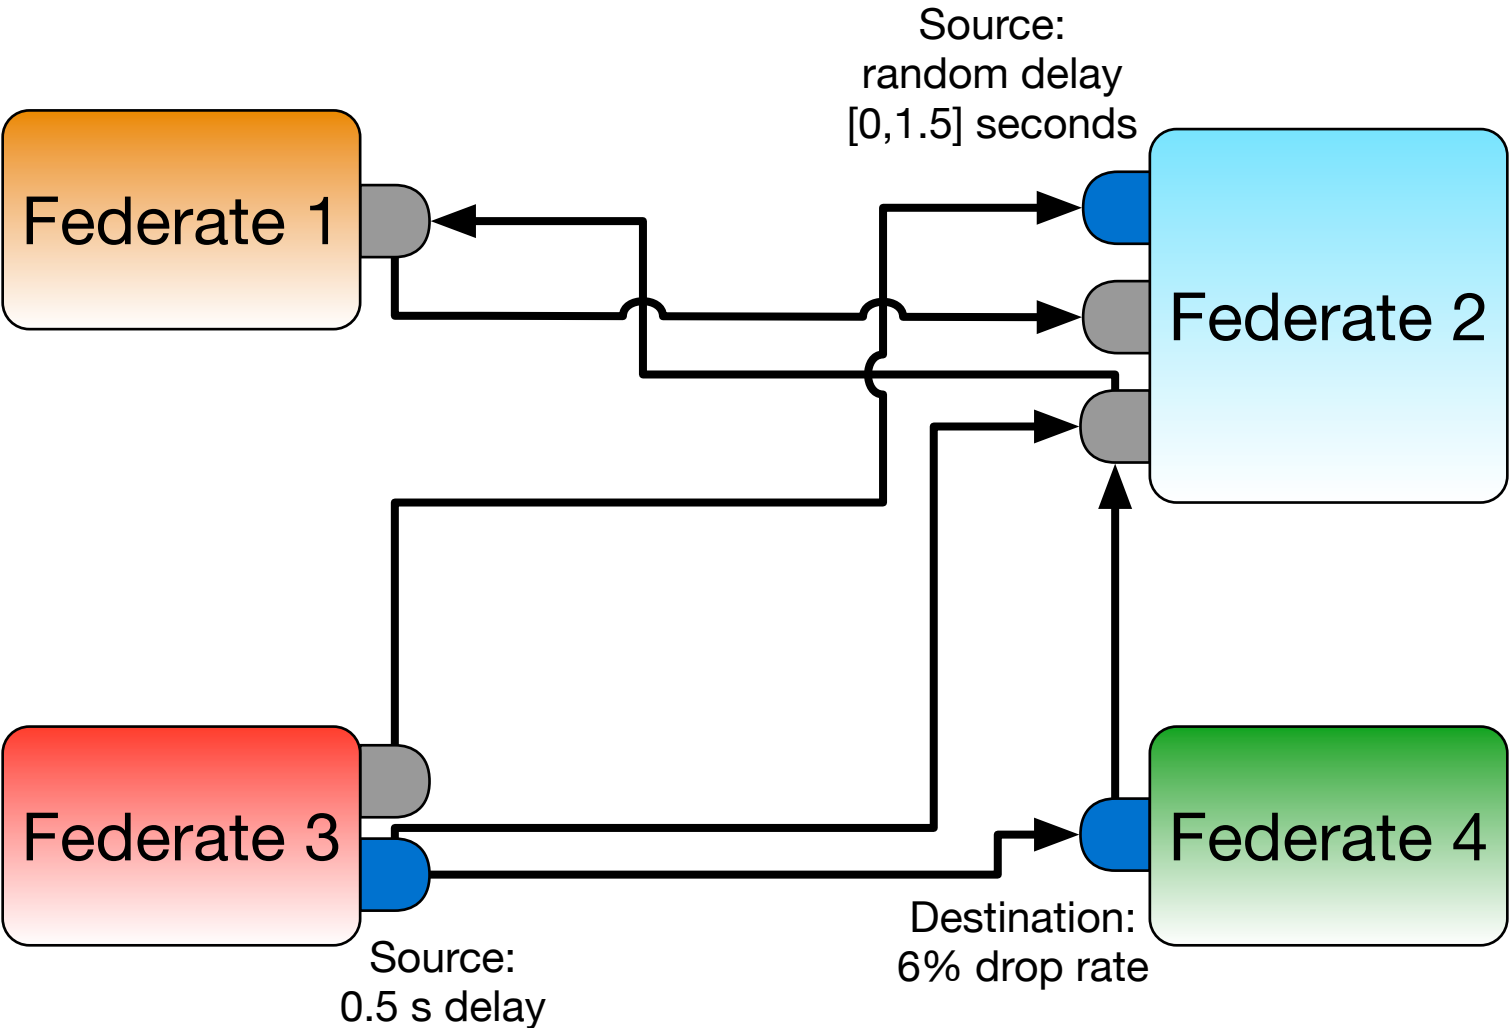 Source:
random delay
[0,1.5] seconds
Federate 1
Federate 2
Federate 3
Federate 4
Destination:
6% drop rate
Source:
0.5 s delay